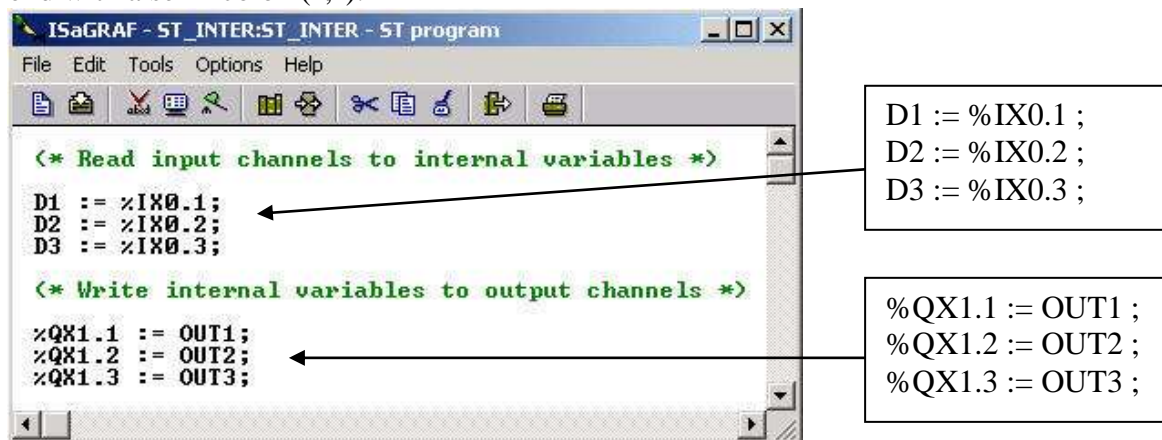 ISaGRAF - ST_INTER:ST_INTER - ST program
File Edit Tools Options Help
(* Read input channels to internal variables *)
D1 := %IX0.1;
D2 := %IX0.2;
D3 := %IX0.3;
(* Write internal variables to output channels *)
%QX1.1 := OUT1;
%QX1.2 := OUT2;
%QX1.3 := OUT3;
D1 := %IX0.1 ;
D2 := %IX0.2 ;
D3 := %IX0.3 ;
%QX1.1 := OUT1 ;
%QX1.2 := OUT2 ;
%QX1.3 := OUT3 ;